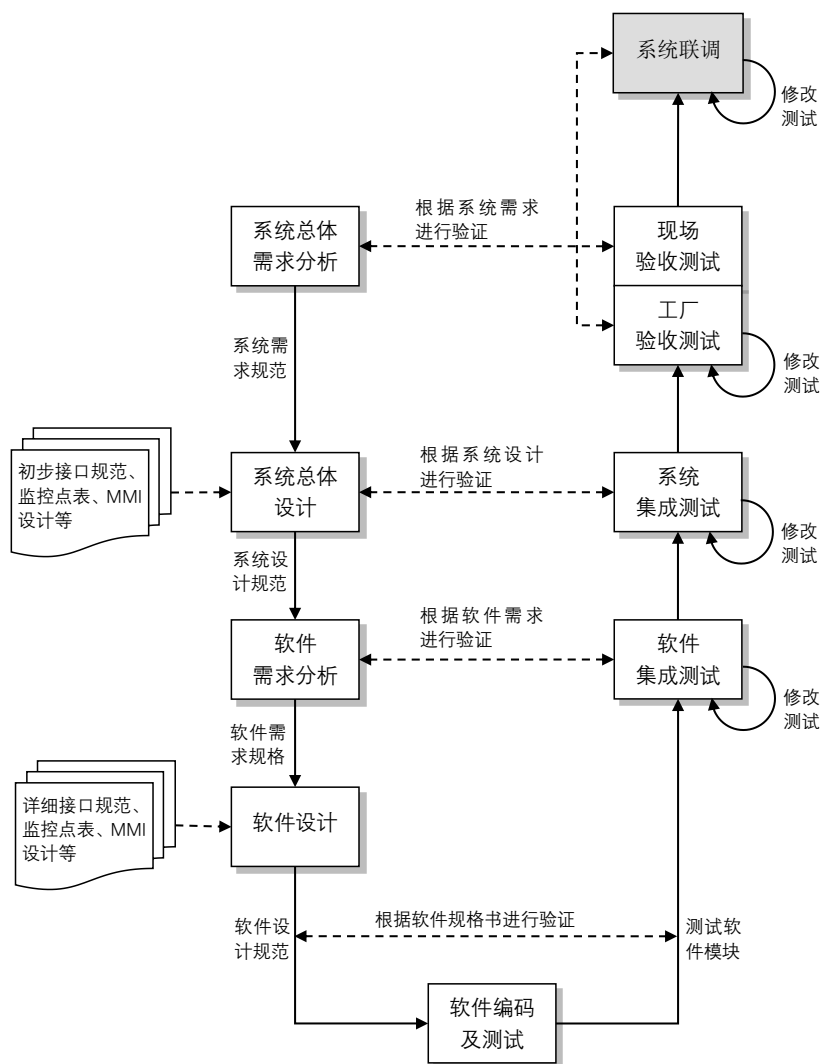 系统联调
修改
测试
根据系统需求
进行验证
系统总体
需求分析
现场
验收测试
工厂
验收测试
修改
测试
系统需
求规范
初步接口规范、
监控点表、MMI
设计等
系统总体
设计
根据系统设计
进行验证
系统
集成测试
修改
测试
系统设
计规范
软件
需求分析
根据软件需求
进行验证
软件
集成测试
修改
测试
软件需
求规格
详细接口规范、
监控点表、MMI
设计等
软件设计
软件设
计规范
根据软件规格书进行验证
测试软
件模块
软件编码
及测试